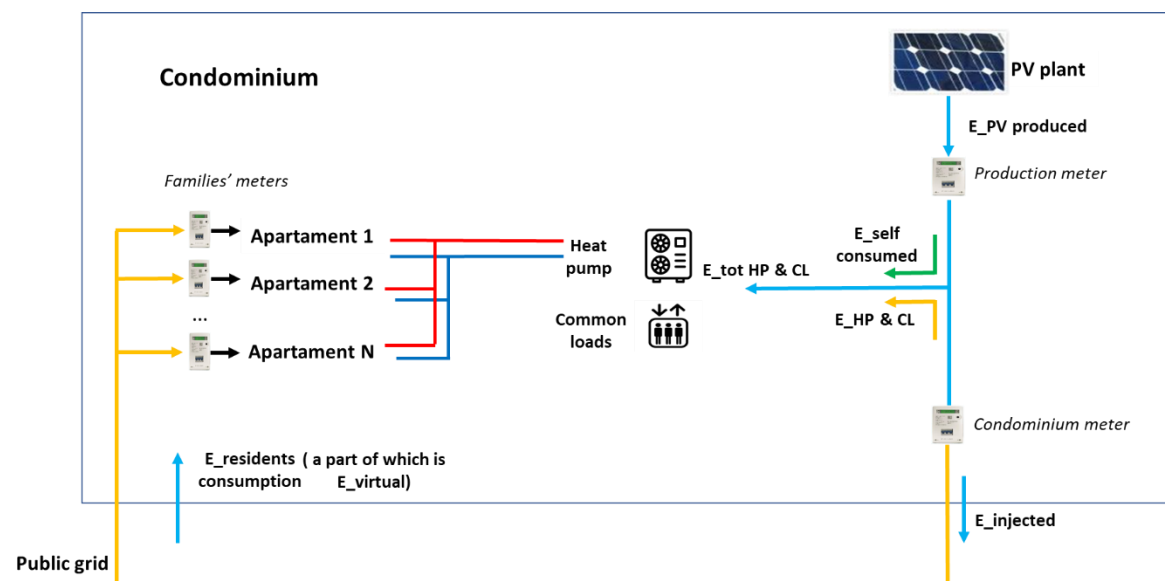 Condominium
PV plant
E_PV produced
Production meter
Families' meters
Apartament 1
Apartament 2
...
Apartament N
Heat
pump
Common
loads
E_tot HP & CL
E_self
consumed
E_HP & CL
Condominium meter
E_residents ( a part of which is
consumption E_virtual)
E_injected
Public grid